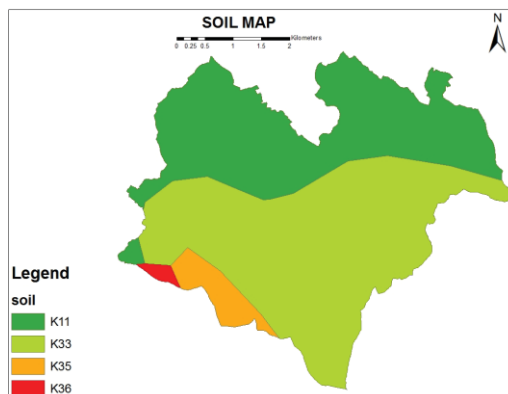 SOIL MAP
N
0 0.25 0.5 1 1.5 2
Kilometers
Legend
soil
K11
K33
K35
K36